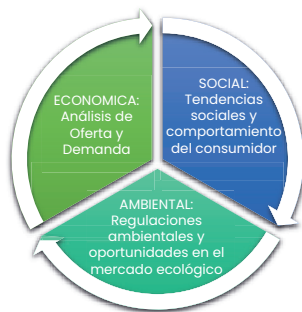 ECONOMICA:
Análisis de
Oferta y
Demanda
SOCIAL:
Tendencias
sociales y
comportamiento
del consumidor
AMBIENTAL:
Regulaciones
ambientales y
oportunidades en el
mercado ecológico